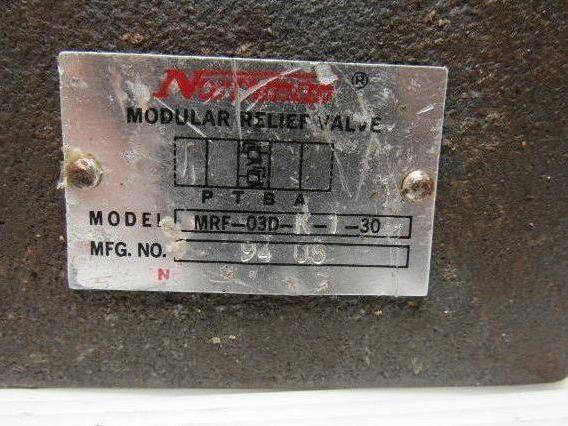 Northman ®
MODULAR RELIEF VALVE
P T B A
MODEL MRF-03D-K-1-30
MFG. NO. 94 06
N